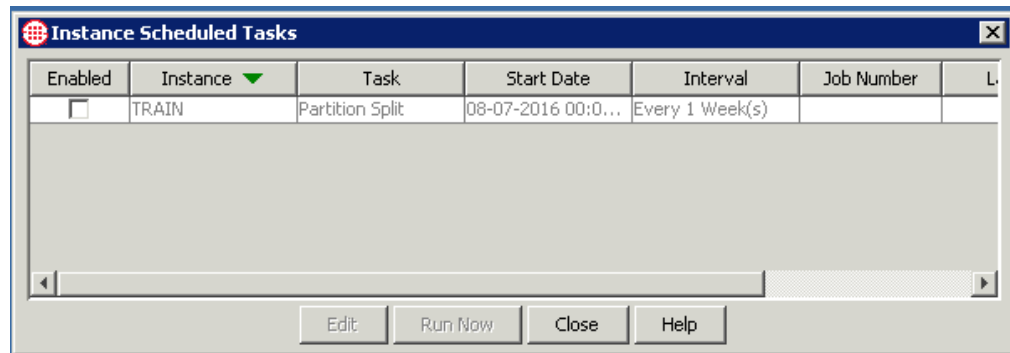 Instance Scheduled Tasks
Enabled Instance Task Start Date Interval Job Number
TRAIN Partition Split 08-07-2016 00:0... Every 1 Week(s)
Edit Run Now Close Help